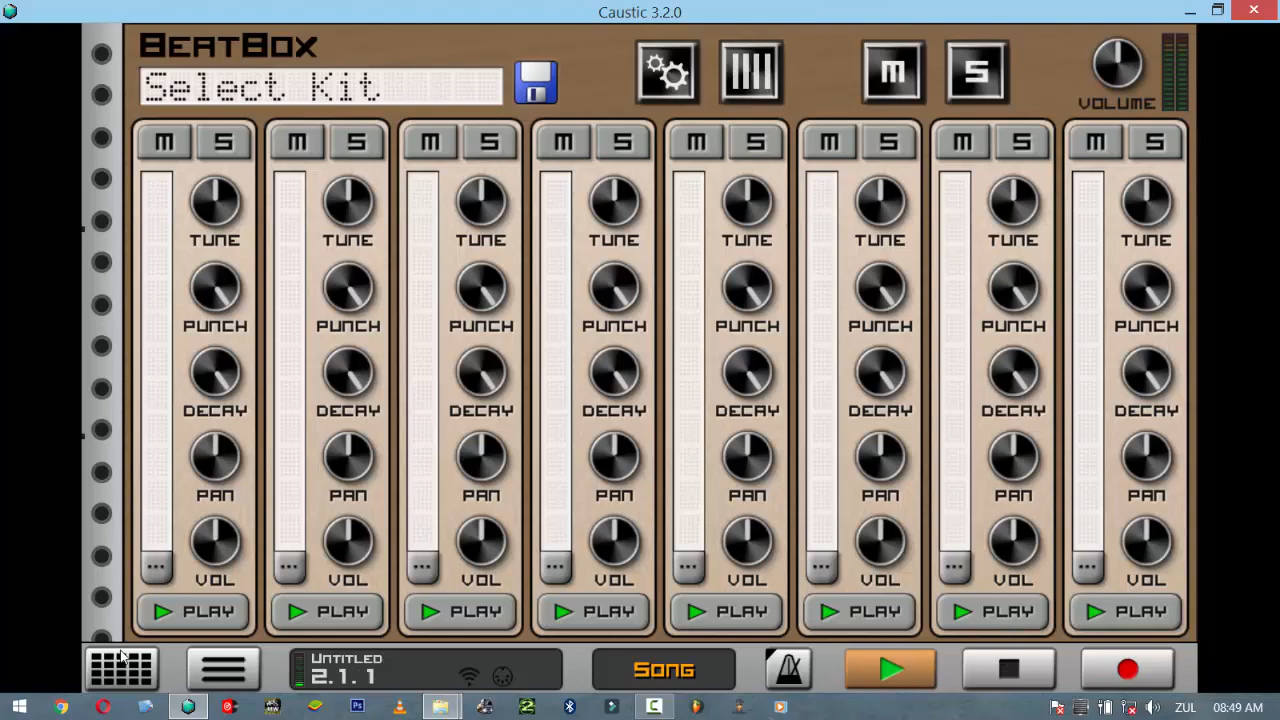 Caustic 3.2.0
BeatBox
Select Kit
M S
VOLUME
M S M S M S M S M S M S M S M S
TUNE TUNE TUNE TUNE TUNE TUNE TUNE TUNE
PUNCH PUNCH PUNCH PUNCH PUNCH PUNCH PUNCH PUNCH
DECAY DECAY DECAY DECAY DECAY DECAY DECAY DECAY
PAN PAN PAN PAN PAN PAN PAN PAN
... ... ... ... ... ... ... ...
VOL VOL VOL VOL VOL VOL VOL VOL
PLAY PLAY PLAY PLAY PLAY PLAY PLAY PLAY
Untitled
2.1.1
Song
ZUL 08:49 AM